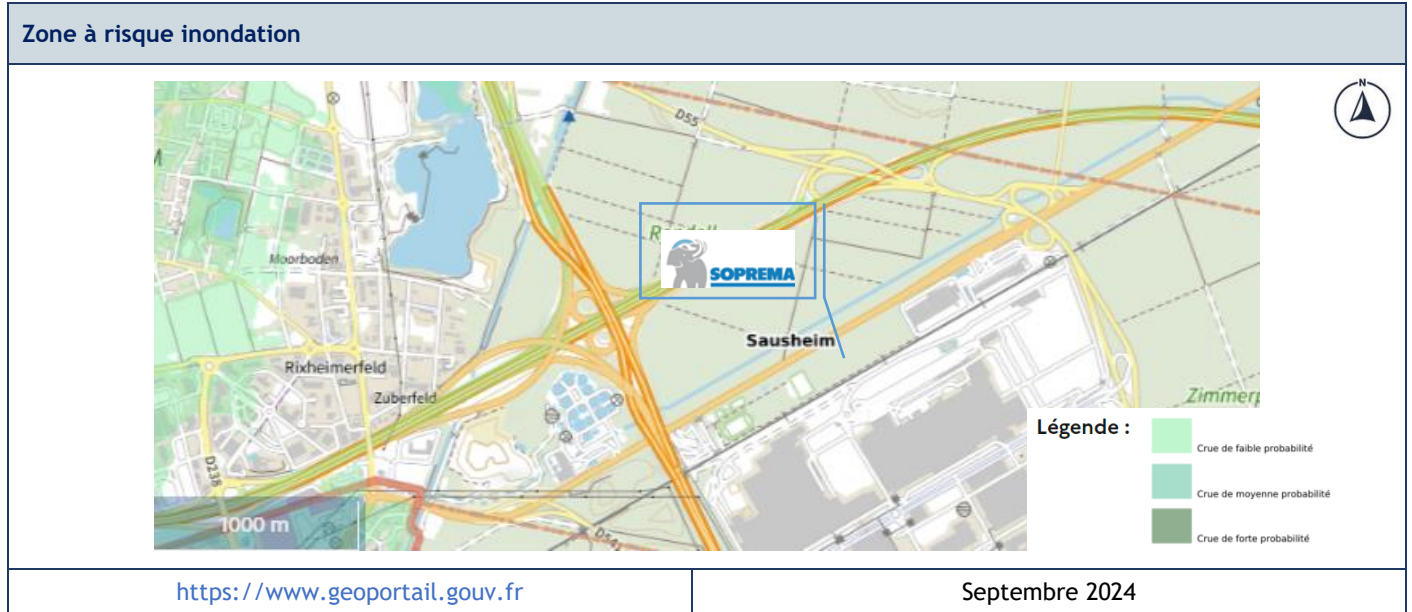 Zone à risque inondation
N
D55
Moorboden
SOPREMA
Sausheim
Rixheimerfeld
Zuberfeld
D238
1000 m
D541
Légende :
Crue de faible probabilité
Crue de moyenne probabilité
Crue de forte probabilité
https://www.geoportail.gouv.fr
Septembre 2024